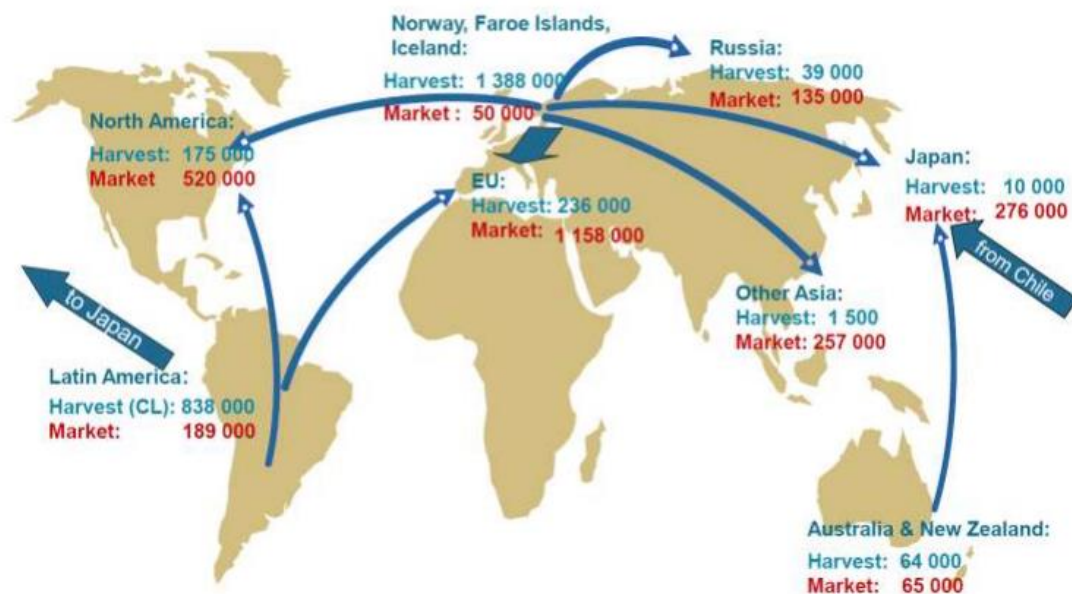 Norway, Faroe Islands,
Iceland:
Harvest: 1 388 000
Market : 50 000
Russia:
Harvest: 39 000
Market: 135 000
North America:
Harvest: 175 000
Market 520 000
EU:
Harvest: 236 000
Market: 1 158 000
Japan:
Harvest: 10 000
Market: 276 000
from Chile
to Japan
Other Asia:
Harvest: 1 500
Market: 257 000
Latin America:
Harvest (CL): 838 000
Market: 189 000
Australia & New Zealand:
Harvest: 64 000
Market: 65 000